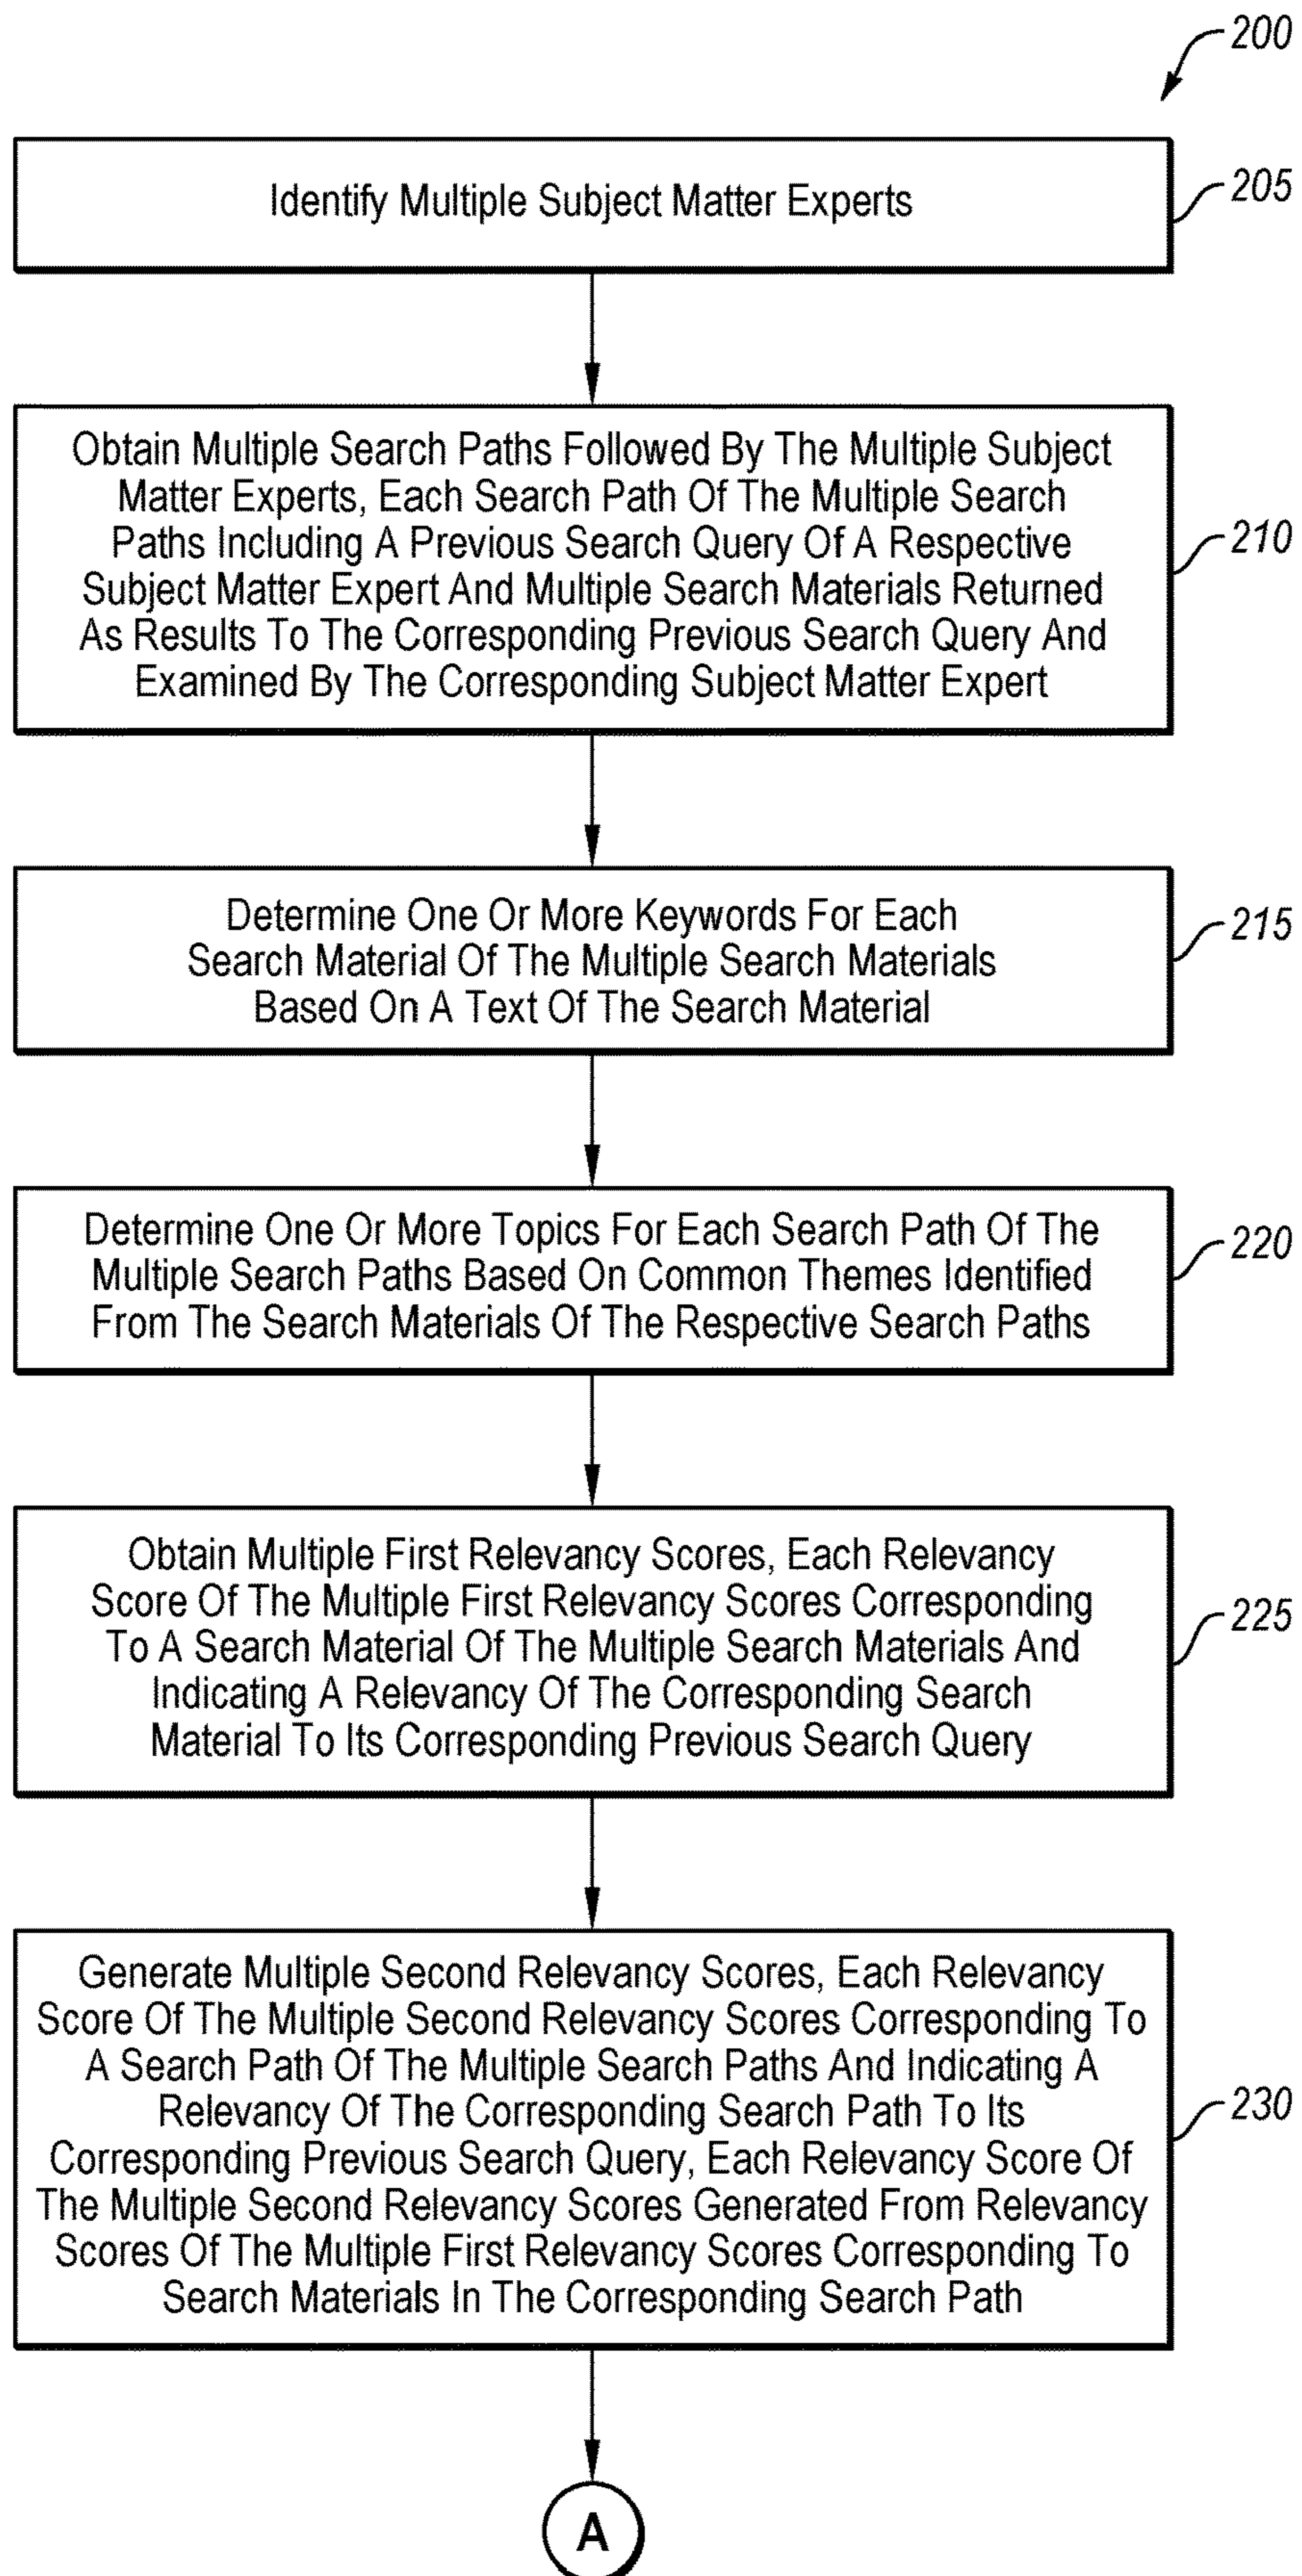 200
Identify Multiple Subject Matter Experts
205
Obtain Multiple Search Paths Followed By The Multiple Subject
Matter Experts, Each Search Path Of The Multiple Search
Paths Including A Previous Search Query Of A Respective
Subject Matter Expert And Multiple Search Materials Returned
As Results To The Corresponding Previous Search Query And
Examined By The Corresponding Subject Matter Expert
210
Determine One Or More Keywords For Each
Search Material Of The Multiple Search Materials
Based On A Text Of The Search Material
215
Determine One Or More Topics For Each Search Path Of The
Multiple Search Paths Based On Common Themes Identified
From The Search Materials Of The Respective Search Paths
220
Obtain Multiple First Relevancy Scores, Each Relevancy
Score Of The Multiple First Relevancy Scores Corresponding
To A Search Material Of The Multiple Search Materials And
Indicating A Relevancy Of The Corresponding Search
Material To Its Corresponding Previous Search Query
225
Generate Multiple Second Relevancy Scores, Each Relevancy
Score Of The Multiple Second Relevancy Scores Corresponding To
A Search Path Of The Multiple Search Paths And Indicating A
Relevancy Of The Corresponding Search Path To Its
Corresponding Previous Search Query, Each Relevancy Score Of
The Multiple Second Relevancy Scores Generated From Relevancy
Scores Of The Multiple First Relevancy Scores Corresponding To
Search Materials In The Corresponding Search Path
230
A